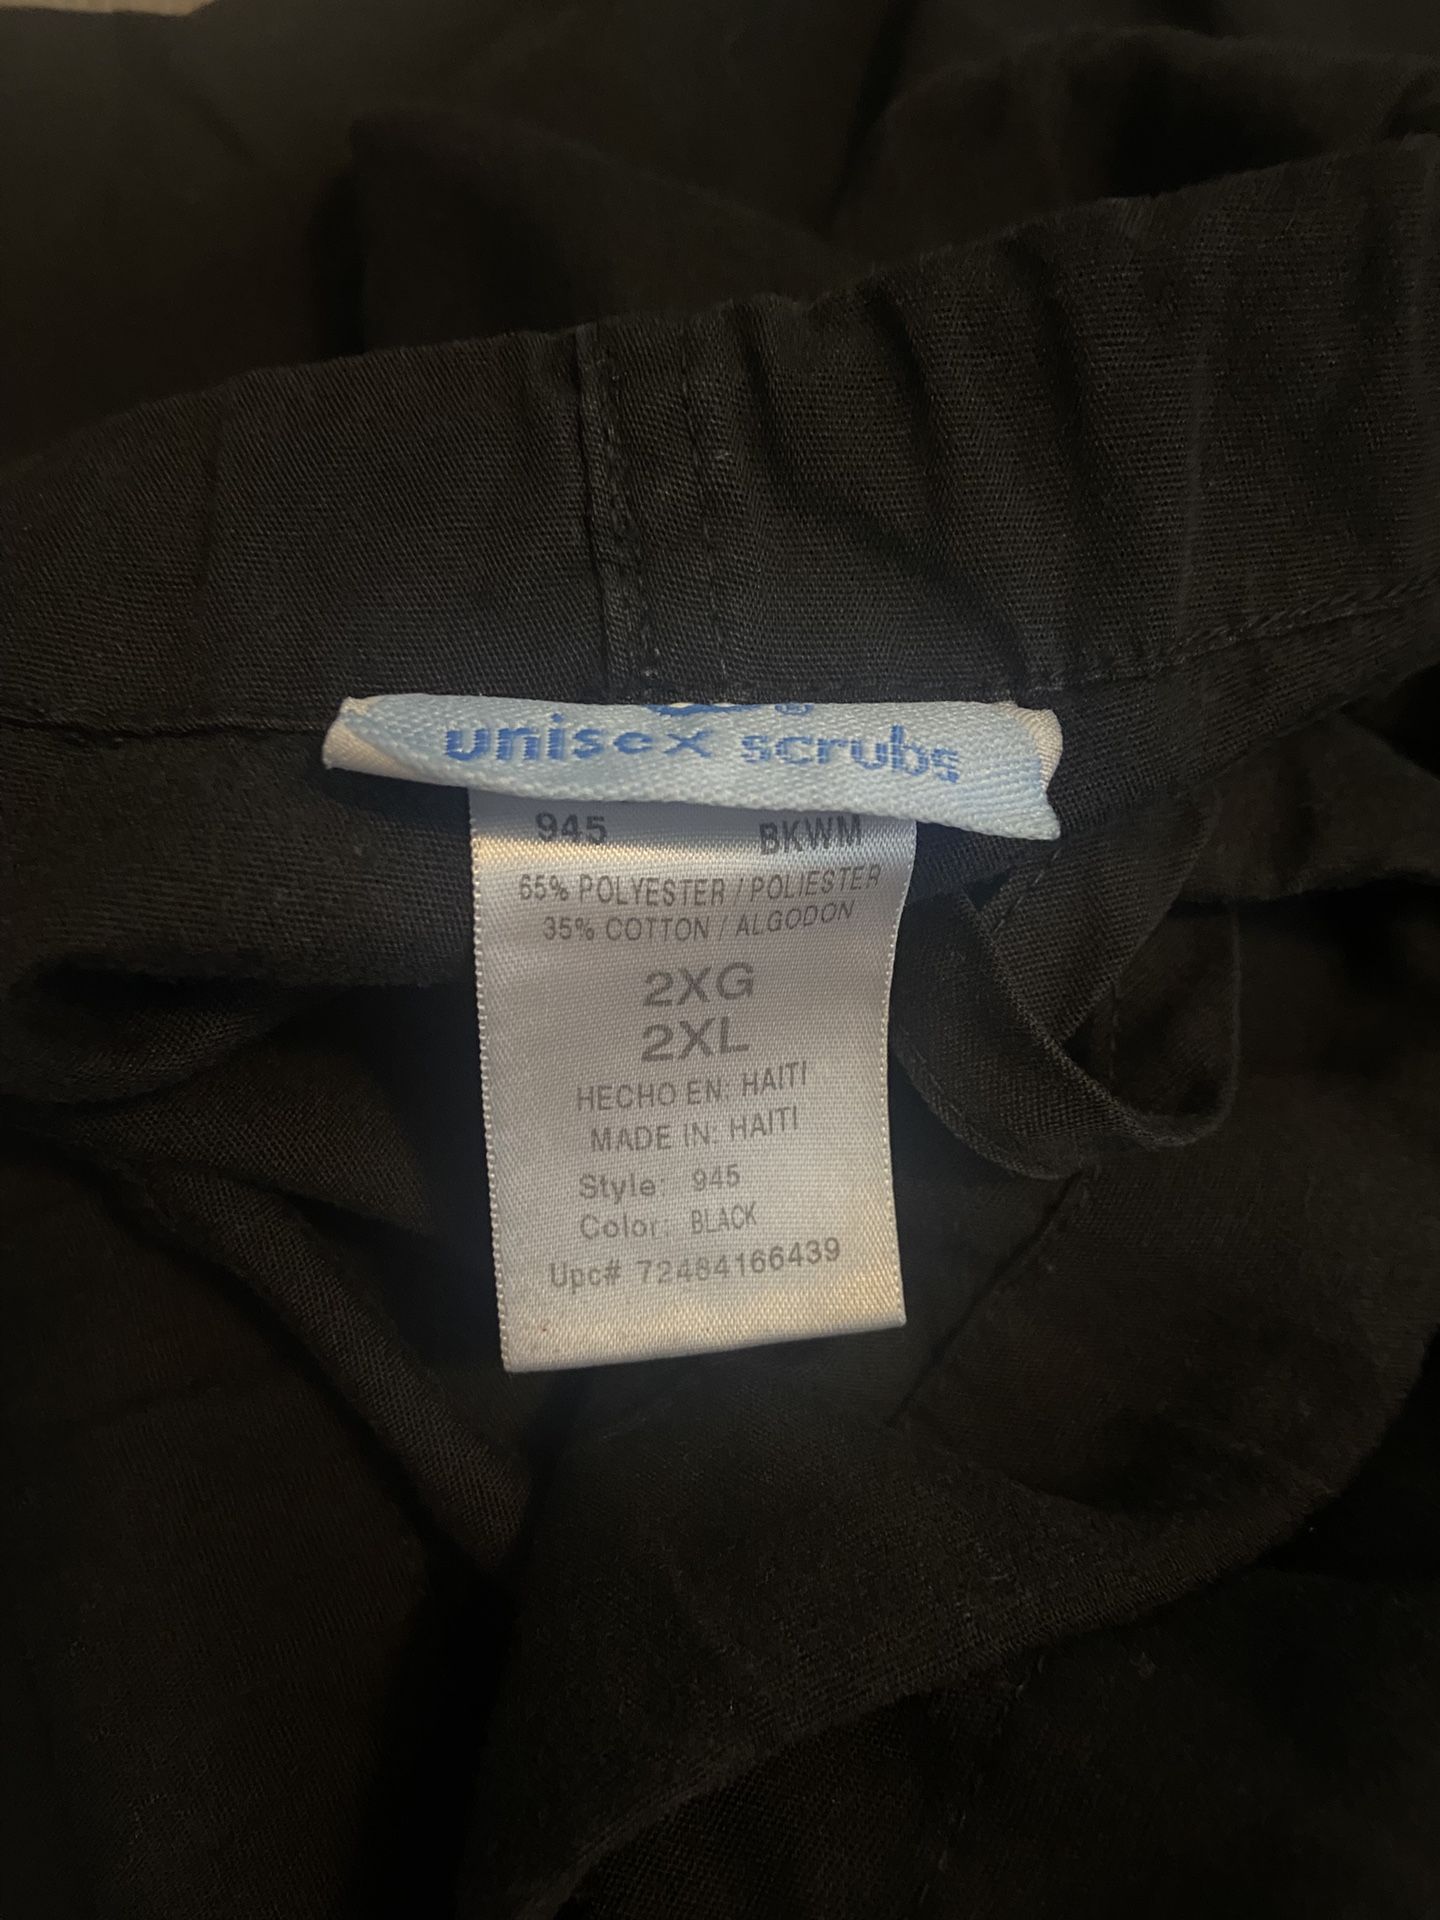 unisex scrubs
945 BKWM
65% POLYESTER / POLIESTER
35% COTTON / ALGODON
2XG
2XL
HECHO EN: HAITI
MADE IN: HAITI
Style: 945
Color: BLACK
Upc# 72464166439